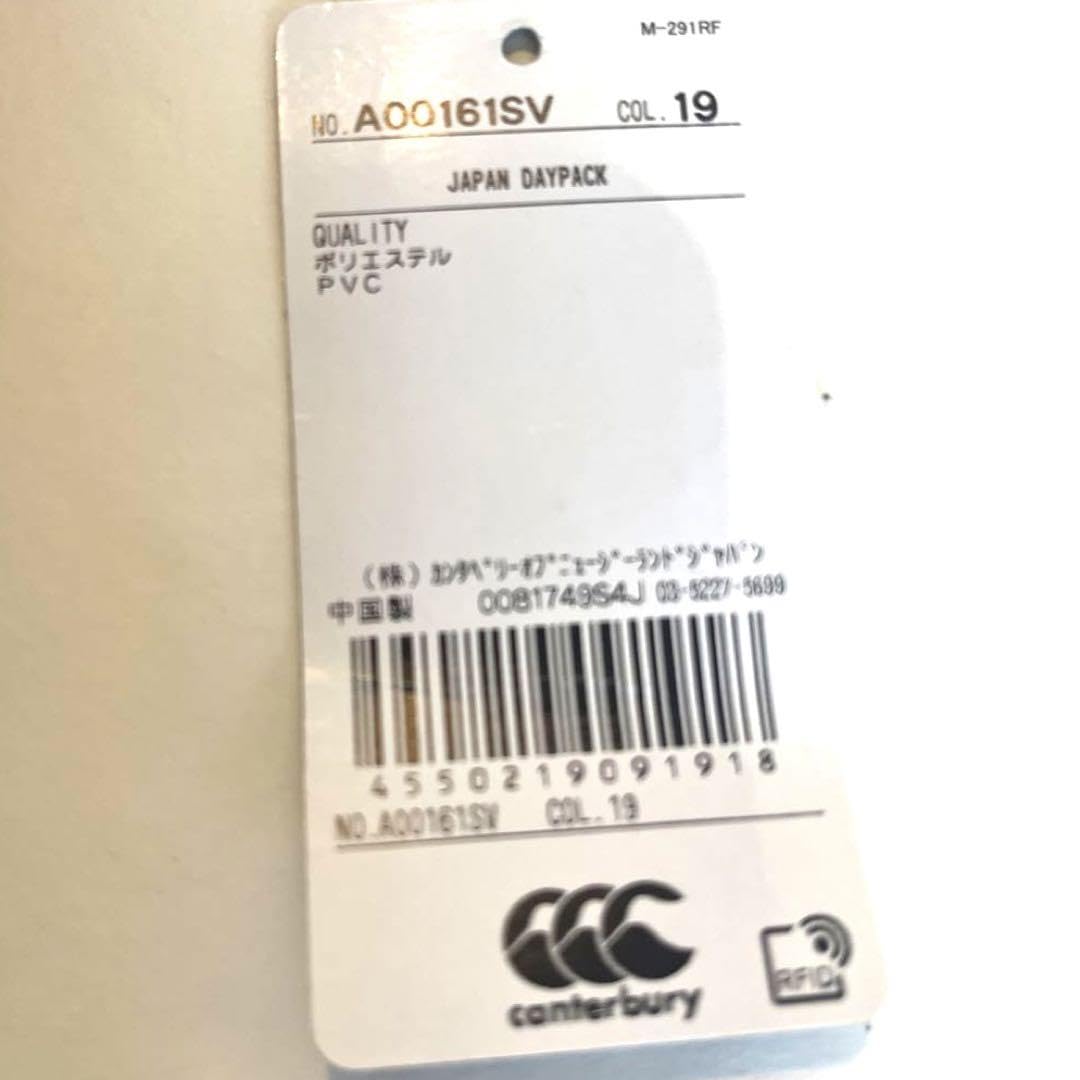 M-291RF
NO. A00161SV COL. 19
JAPAN DAYPACK
QUALITY
ポリエステル
PVC
(株) ｶﾝﾀﾍﾞﾘｰｵﾌﾞﾆｭｰｼﾞｰﾗﾝﾄﾞｼﾞｬﾊﾟﾝ
中国製 0081749S4J 03-5227-5699
4550219091918
NO.A00161SV COL.19
canterbury
RFID